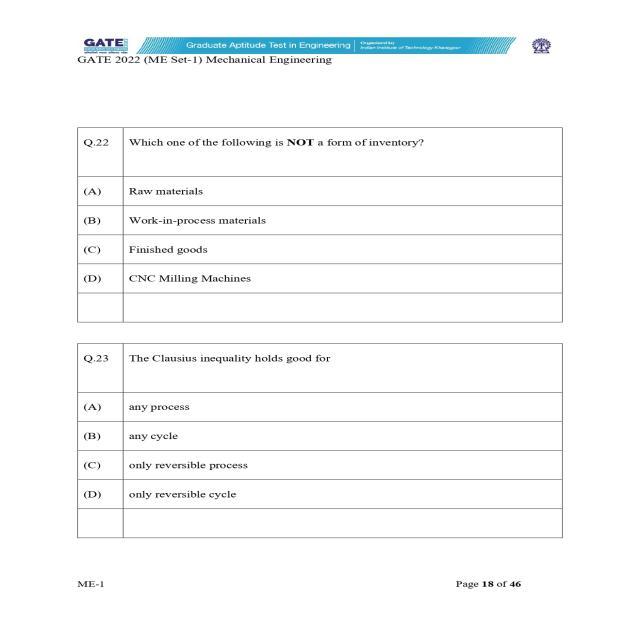 GATE
Graduate Aptitude Test in Engineering
Organised by
Indian Institute of Technology Kharagpur
GATE 2022 (ME Set-1) Mechanical Engineering
Q.22 Which one of the following is NOT a form of inventory?
(A) Raw materials
(B) Work-in-process materials
(C) Finished goods
(D) CNC Milling Machines
Q.23 The Clausius inequality holds good for
(A) any process
(B) any cycle
(C) only reversible process
(D) only reversible cycle
ME-1 Page 18 of 46